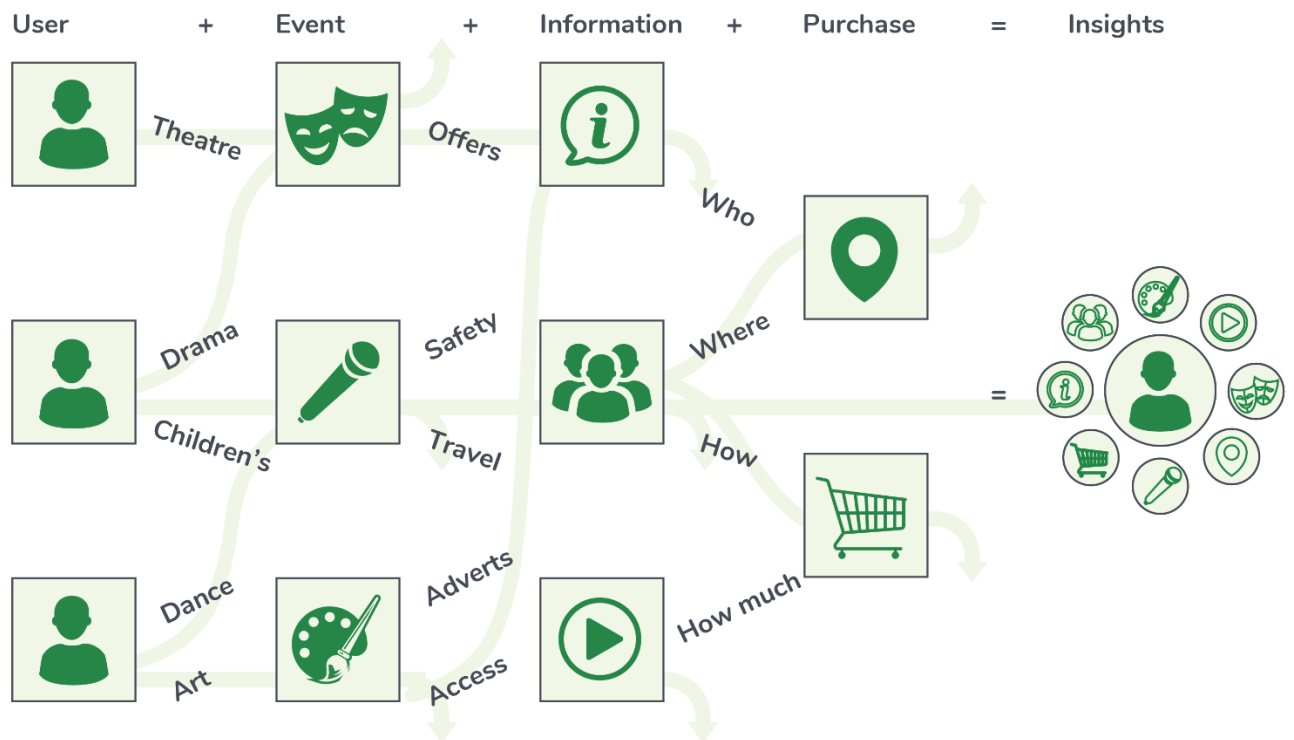 User + Event + Information + Purchase = Insights
Theatre
Offers
Who
Drama
Safety
Where
=
Children's
Travel
How
Dance
Adverts
How much
Art
Access
i
i